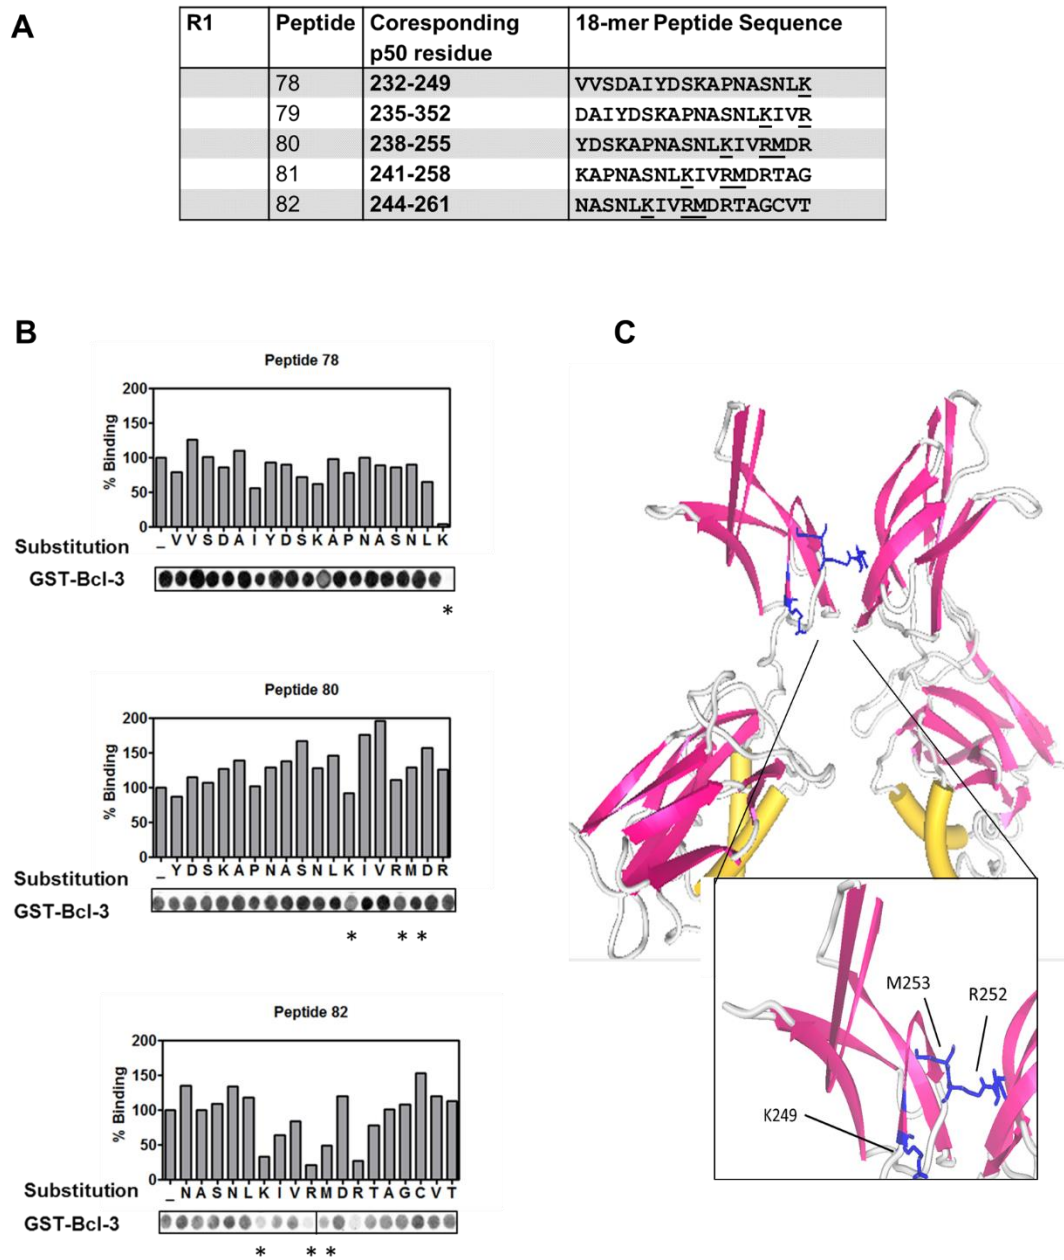 A
R1 Peptide Coresponding p50 residue 18-mer Peptide Sequence
78 232-249 VVSDAIYDSKAPNASNLK
79 235-352 DAIYDSKAPNASNLKIVR
80 238-255 YDSKAPNASNLKIVRMDR
81 241-258 KAPNASNLKIVRMDRTAG
82 244-261 NASNLKIVRMDRTAGCVT
B
Peptide 78
% Binding
200
150
100
50
0
Substitution _ V V S D A I Y D S K A P N A S N L K
GST-Bcl-3
*
Peptide 80
% Binding
200
150
100
50
0
Substitution _ Y D S K A P N A S N L K I V R M D R
GST-Bcl-3
* * *
Peptide 82
% Binding
200
150
100
50
0
Substitution _ N A S N L K I V R M D R T A G C V T
GST-Bcl-3
* * *
C
M253
R252
K249